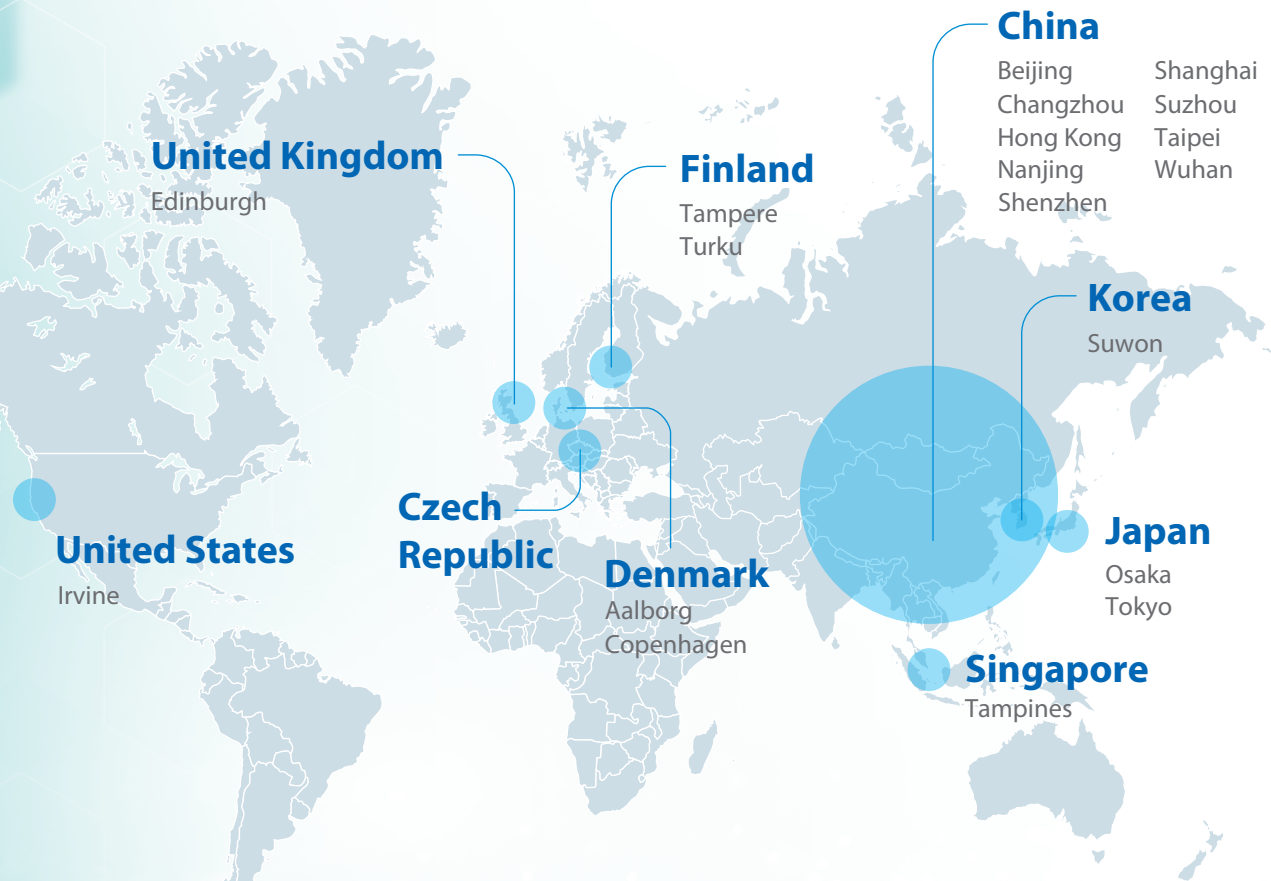 China
Beijing
Changzhou
Hong Kong
Nanjing
Shenzhen
Shanghai
Suzhou
Taipei
Wuhan
United Kingdom
Edinburgh
Finland
Tampere
Turku
Korea
Suwon
Czech
Republic
United States
Irvine
Denmark
Aalborg
Copenhagen
Japan
Osaka
Tokyo
Singapore
Tampines